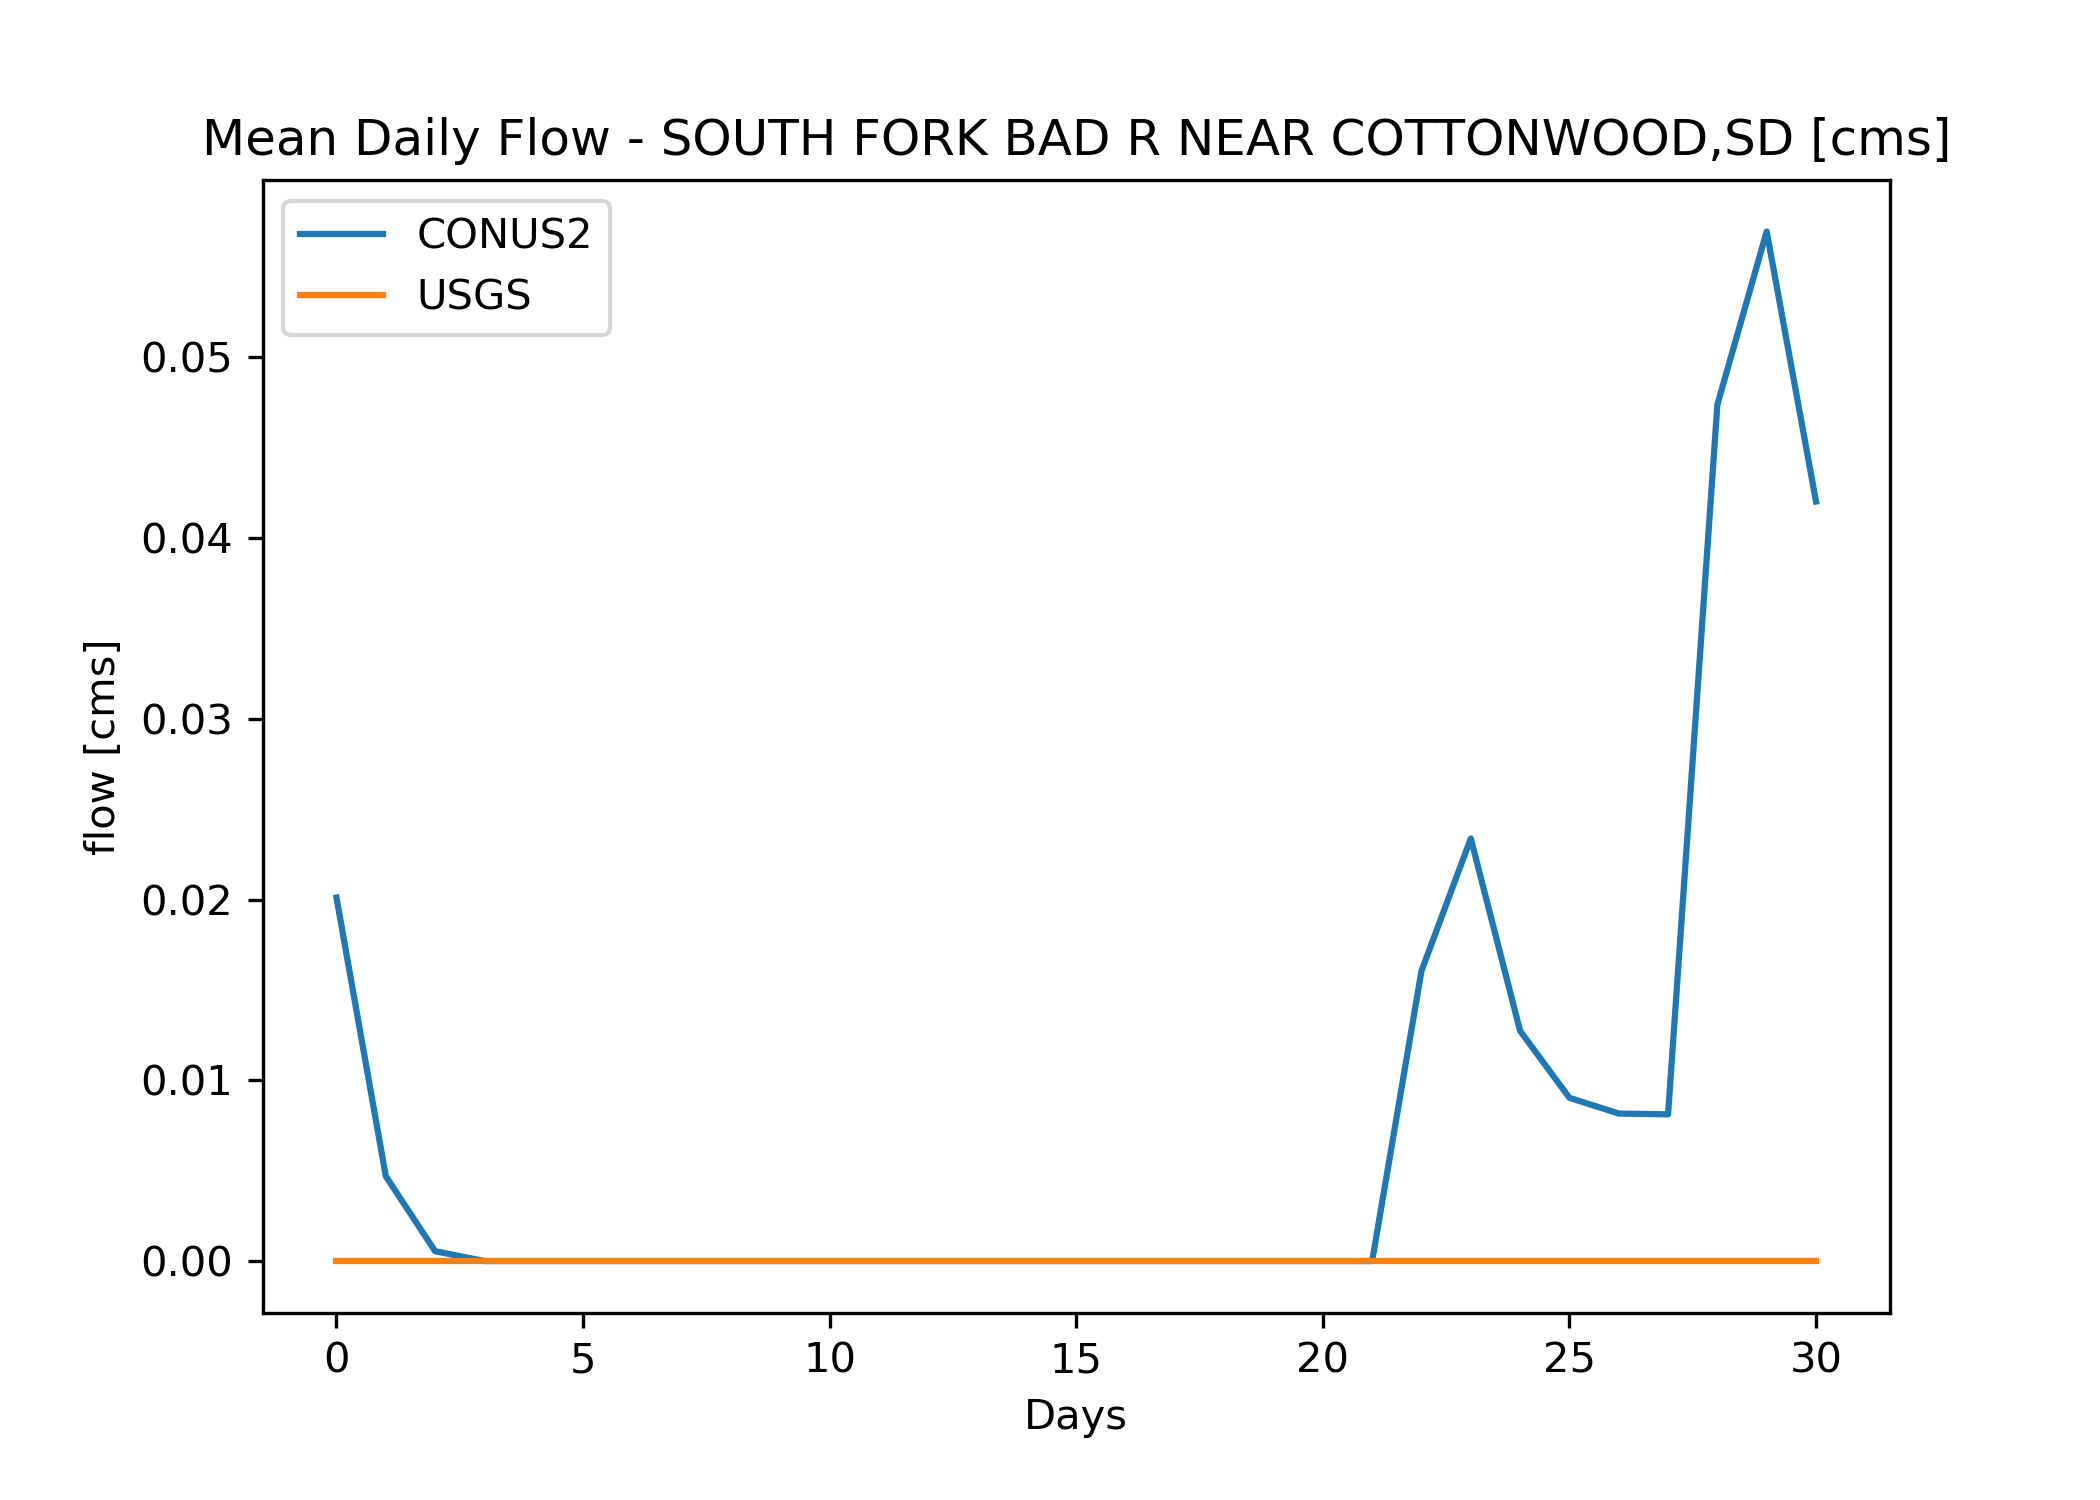 Mean Daily Flow - SOUTH FORK BAD R NEAR COTTONWOOD,SD [cms]
CONUS2
USGS
flow [cms]
0.05
0.04
0.03
0.02
0.01
0.00
0 5 10 15 20 25 30
Days